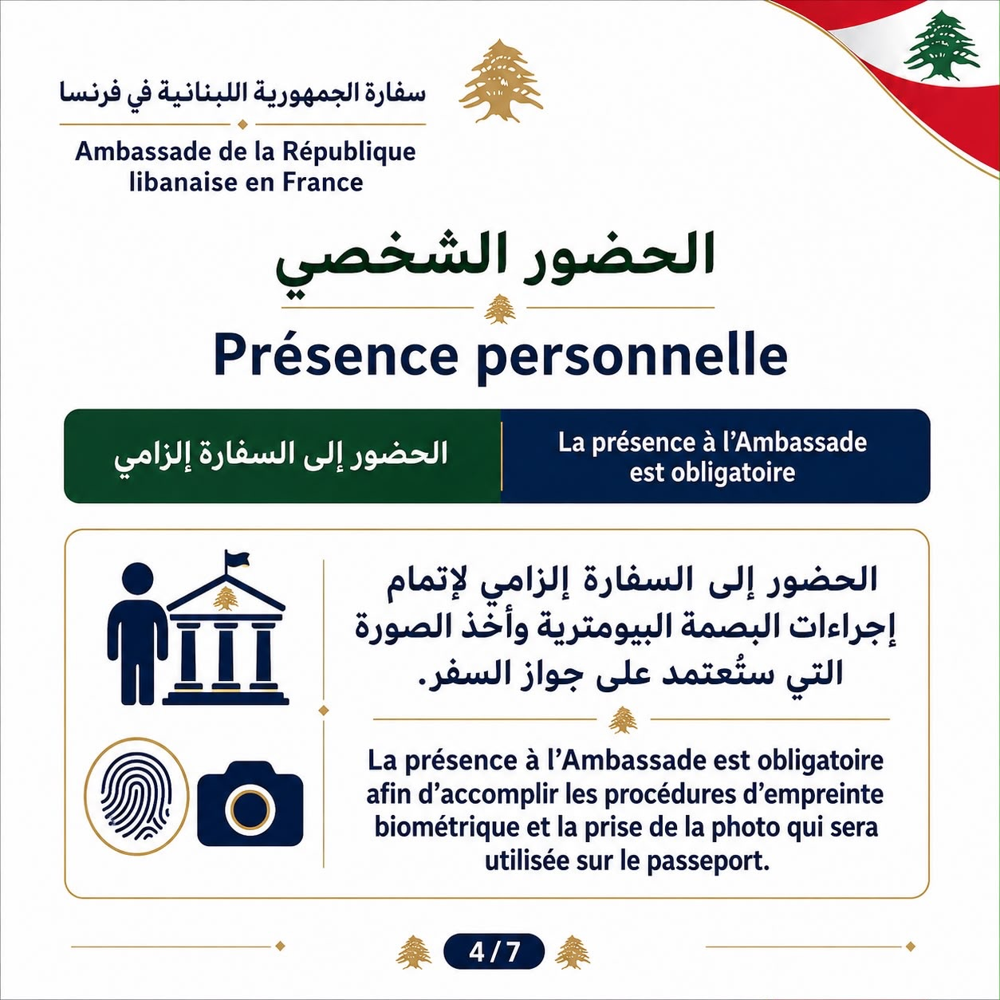 سفارة الجمهورية اللبنانية في فرنسا
Ambassade de la République
libanaise en France
الحضور الشخصي
Présence personnelle
الحضور إلى السفارة إلزامي
La présence à l’Ambassade
est obligatoire
الحضور إلى السفارة إلزامي لإتمام
إجراءات البصمة البيومترية وأخذ الصورة
التي ستُعتمد على جواز السفر.
La présence à l’Ambassade est obligatoire
afin d’accomplir les procédures d’empreinte
biométrique et la prise de la photo qui sera
utilisée sur le passeport.
4 / 7